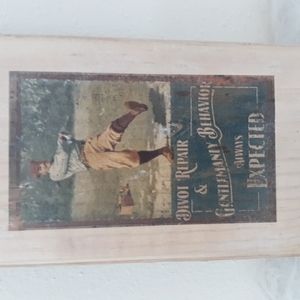 Divot Repair
&
Gentlemanly Behavior
Always
Expected